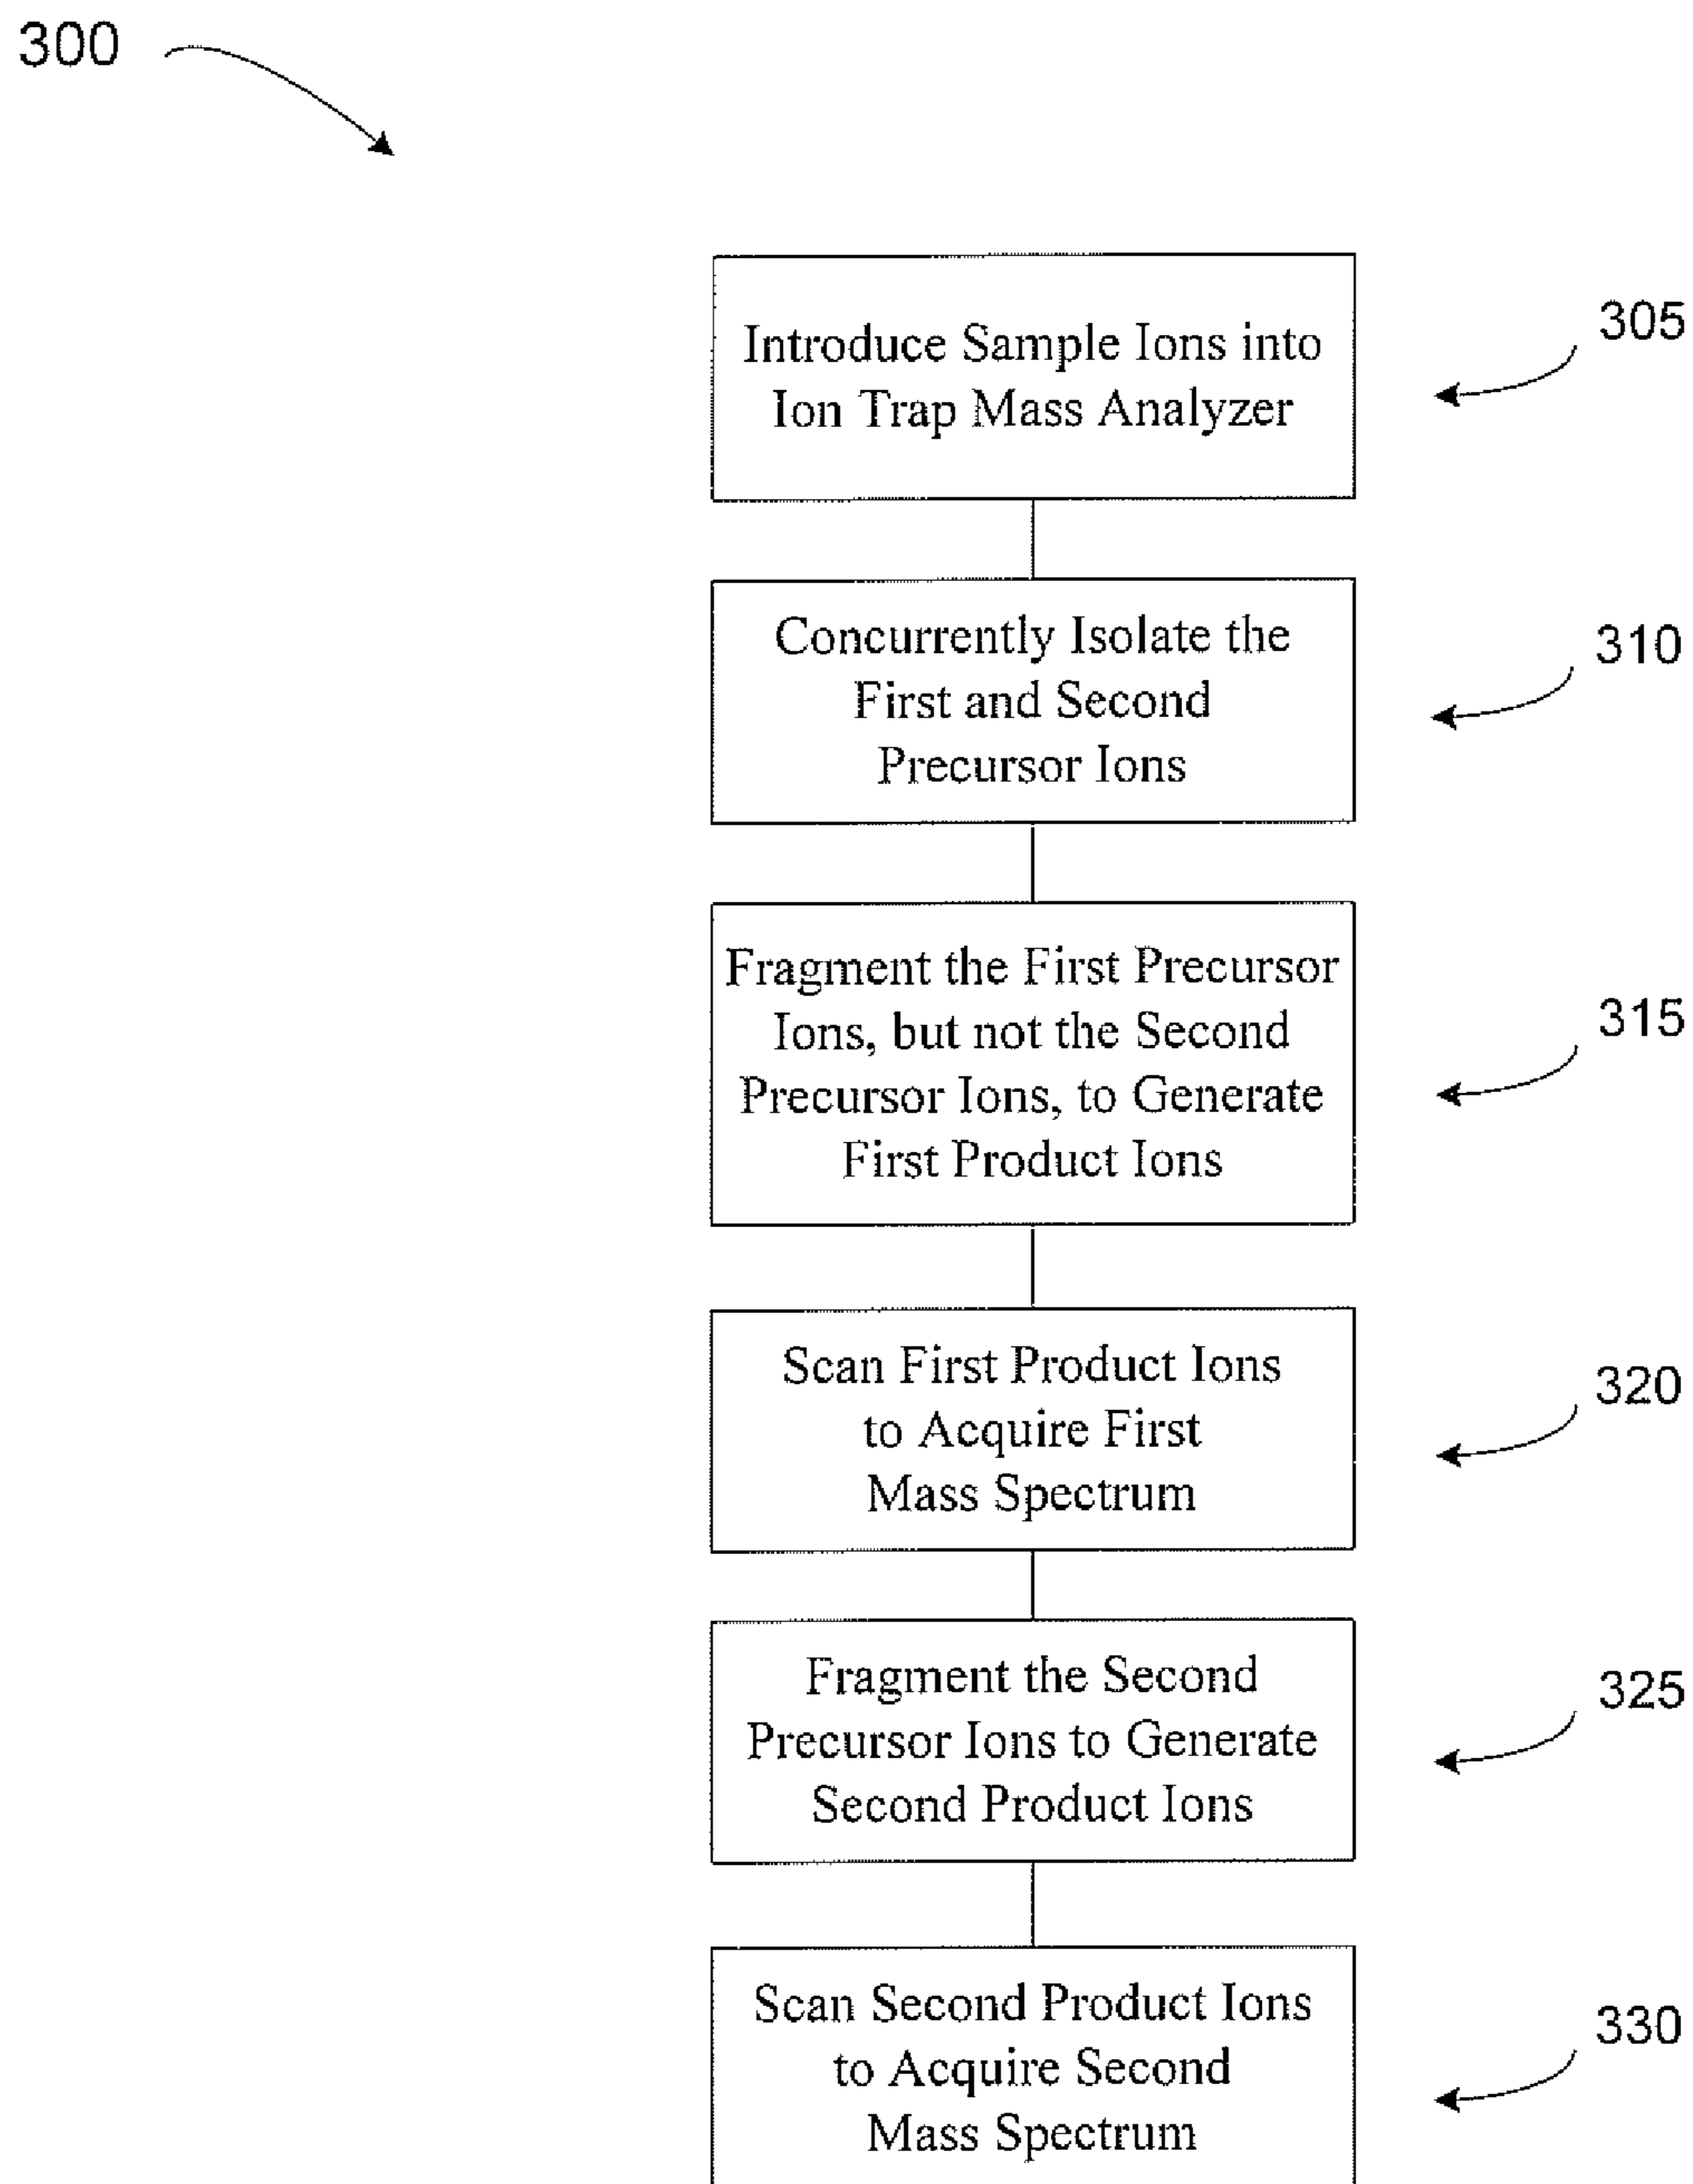 300
Introduce Sample Ions into
Ion Trap Mass Analyzer
305
Concurrently Isolate the
First and Second
Precursor Ions
310
Fragment the First Precursor
Ions, but not the Second
Precursor Ions, to Generate
First Product Ions
315
Scan First Product Ions
to Acquire First
Mass Spectrum
320
Fragment the Second
Precursor Ions to Generate
Second Product Ions
325
Scan Second Product Ions
to Acquire Second
Mass Spectrum
330